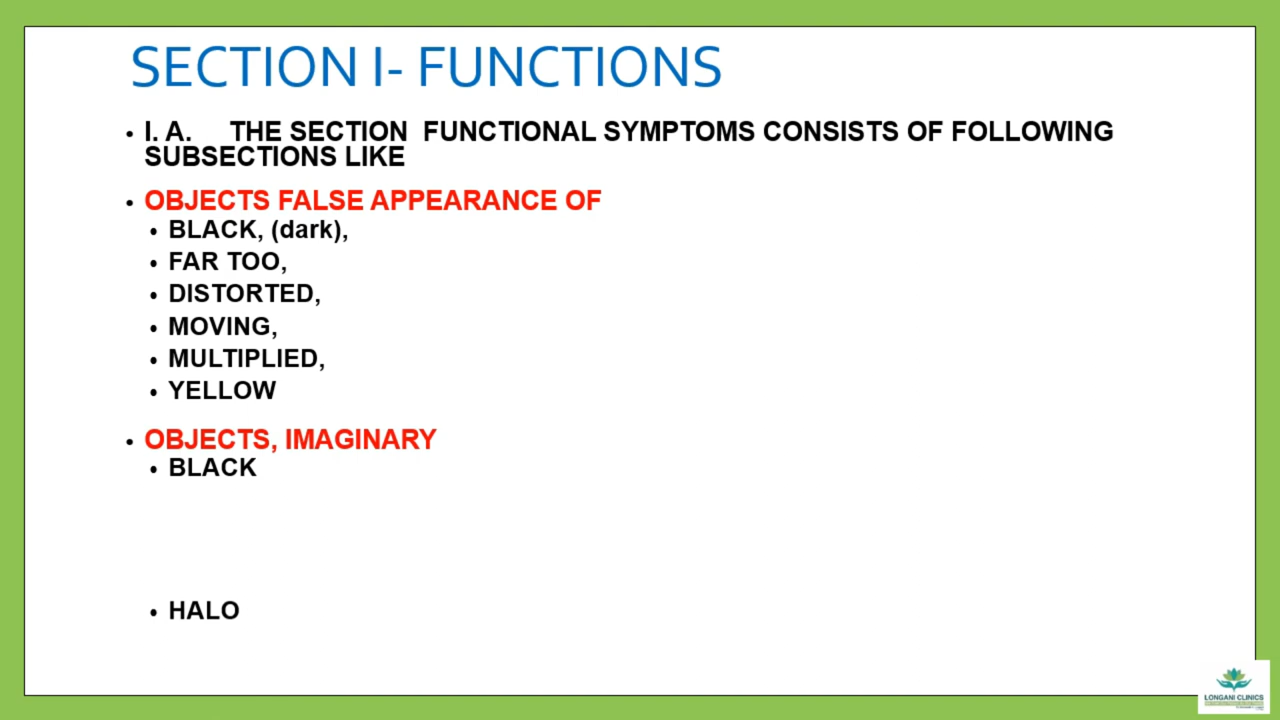 SECTION I- FUNCTIONS
• I. A. THE SECTION FUNCTIONAL SYMPTOMS CONSISTS OF FOLLOWING
SUBSECTIONS LIKE
• OBJECTS FALSE APPEARANCE OF
• BLACK, (dark),
• FAR TOO,
• DISTORTED,
• MOVING,
• MULTIPLIED,
• YELLOW
• OBJECTS, IMAGINARY
• BLACK
• HALO
LONGANI CLINICS